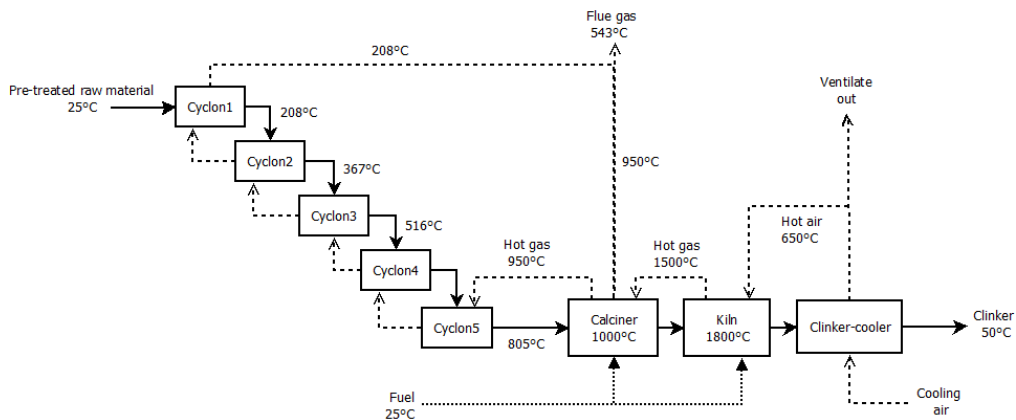 Flue gas
543°C
208°C
Pre-treated raw material
25°C
Cyclon1
208°C
Ventilate
out
Cyclon2
367°C
950°C
Cyclon3
516°C
Hot air
650°C
Cyclon4
Hot gas
950°C
Hot gas
1500°C
Cyclon5
805°C
Calciner
1000°C
Kiln
1800°C
Clinker-cooler
Clinker
50°C
Fuel
25°C
Cooling
air